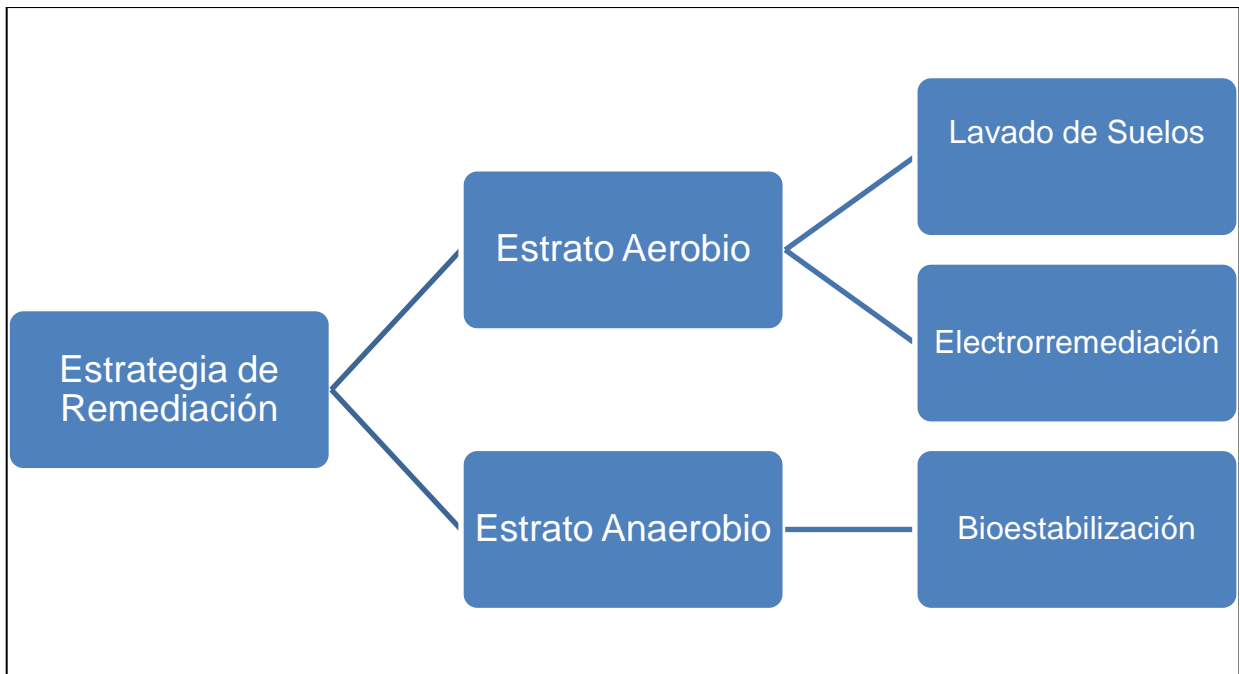 Estrategia de
Remediación
Estrato Aerobio
Lavado de Suelos
Electrorremediación
Estrato Anaerobio
Bioestabilización